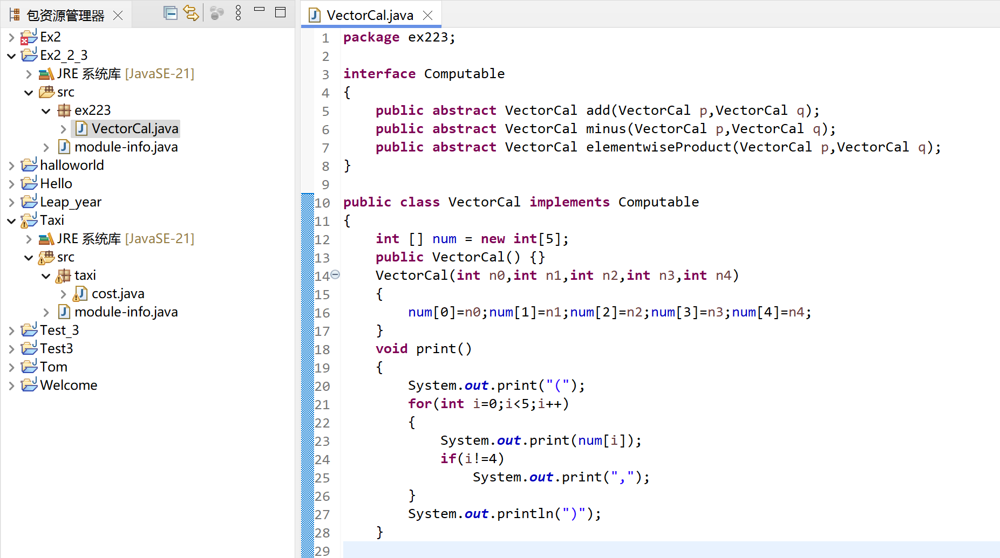 包资源管理器
Ex2
Ex2_2_3
JRE 系统库 [JavaSE-21]
src
ex223
VectorCal.java
module-info.java
halloworld
Hello
Leap_year
Taxi
JRE 系统库 [JavaSE-21]
src
taxi
cost.java
module-info.java
Test_3
Test3
Tom
Welcome
VectorCal.java
1 package ex223;
2
3 interface Computable
4 {
5     public abstract VectorCal add(VectorCal p,VectorCal q);
6     public abstract VectorCal minus(VectorCal p,VectorCal q);
7     public abstract VectorCal elementwiseProduct(VectorCal p,VectorCal q);
8 }
9
10 public class VectorCal implements Computable
11 {
12     int [] num = new int[5];
13     public VectorCal() {}
14     VectorCal(int n0,int n1,int n2,int n3,int n4)
15     {
16         num[0]=n0;num[1]=n1;num[2]=n2;num[3]=n3;num[4]=n4;
17     }
18     void print()
19     {
20         System.out.print("(");
21         for(int i=0;i<5;i++)
22         {
23             System.out.print(num[i]);
24             if(i!=4)
25                 System.out.print(",");
26         }
27         System.out.println(")");
28     }
29